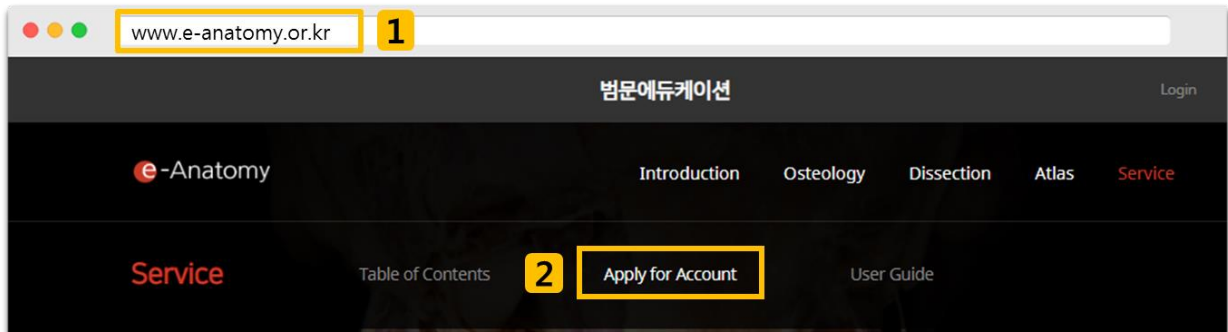 www.e-anatomy.or.kr 1
범문에듀케이션 Login
e-Anatomy Introduction Osteology Dissection Atlas Service
Service Table of Contents 2 Apply for Account User Guide